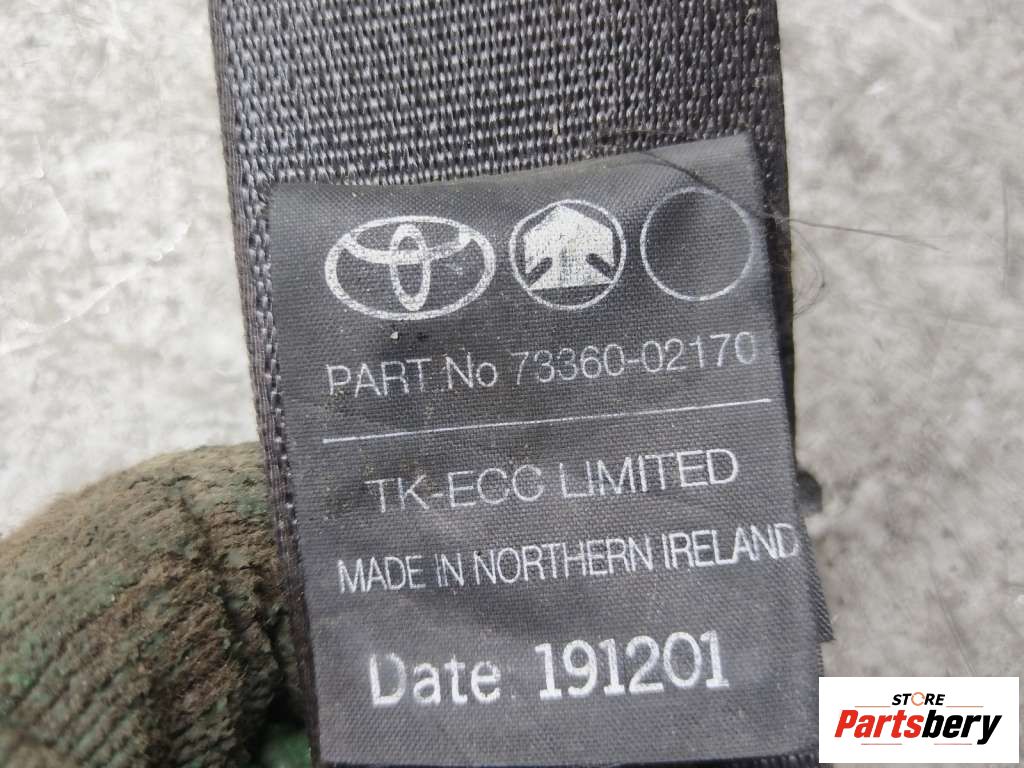 PART No 73360-02170
TK-ECC LIMITED
MADE IN NORTHERN IRELAND
Date 191201
STORE
Partsbery